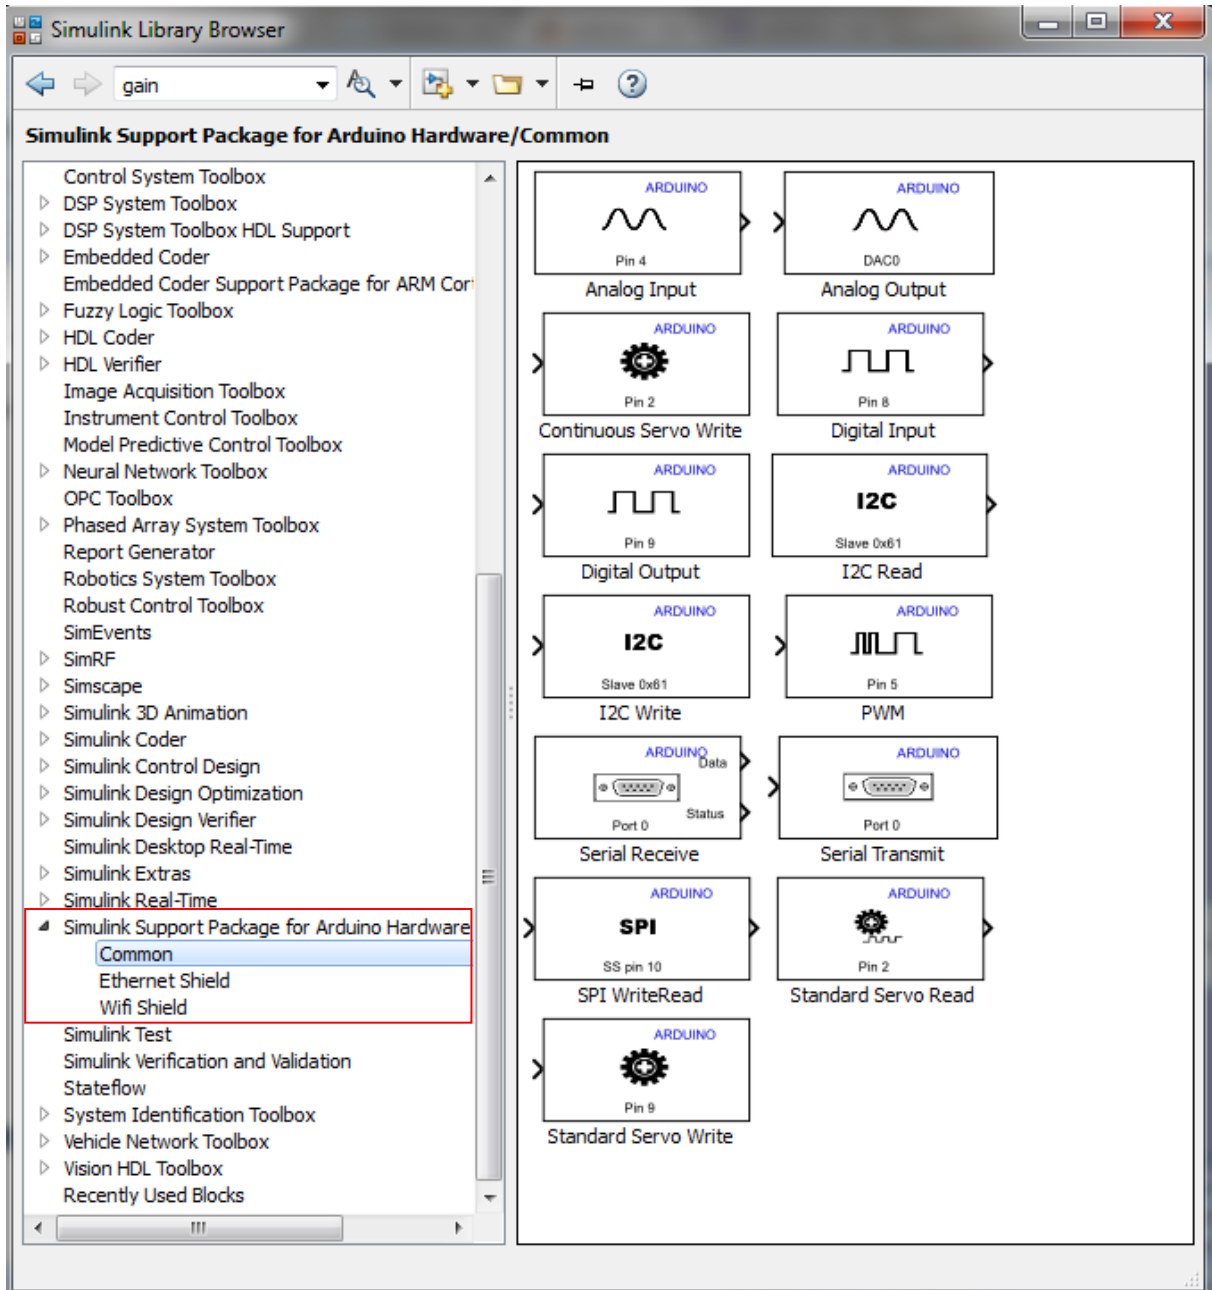 Simulink Library Browser
gain
Simulink Support Package for Arduino Hardware/Common
Control System Toolbox
DSP System Toolbox
DSP System Toolbox HDL Support
Embedded Coder
Embedded Coder Support Package for ARM Cor
Fuzzy Logic Toolbox
HDL Coder
HDL Verifier
Image Acquisition Toolbox
Instrument Control Toolbox
Model Predictive Control Toolbox
Neural Network Toolbox
OPC Toolbox
Phased Array System Toolbox
Report Generator
Robotics System Toolbox
Robust Control Toolbox
SimEvents
SimRF
Simscape
Simulink 3D Animation
Simulink Coder
Simulink Control Design
Simulink Design Optimization
Simulink Design Verifier
Simulink Desktop Real-Time
Simulink Extras
Simulink Real-Time
Simulink Support Package for Arduino Hardware
Common
Ethernet Shield
Wifi Shield
Simulink Test
Simulink Verification and Validation
Stateflow
System Identification Toolbox
Vehicle Network Toolbox
Vision HDL Toolbox
Recently Used Blocks
ARDUINO
Pin 4
Analog Input
ARDUINO
DAC0
Analog Output
ARDUINO
Pin 2
Continuous Servo Write
ARDUINO
Pin 8
Digital Input
ARDUINO
Pin 9
Digital Output
ARDUINO
I2C
Slave 0x61
I2C Read
ARDUINO
I2C
Slave 0x61
I2C Write
ARDUINO
Pin 5
PWM
ARDUINO
Data
Status
Port 0
Serial Receive
ARDUINO
Port 0
Serial Transmit
ARDUINO
SPI
SS pin 10
SPI WriteRead
ARDUINO
Pin 2
Standard Servo Read
ARDUINO
Pin 9
Standard Servo Write